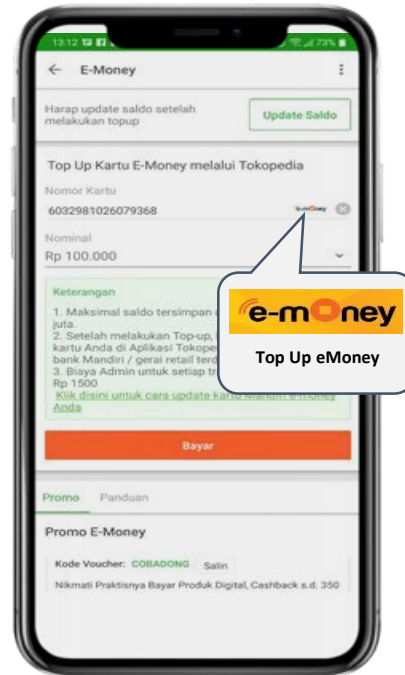 13:12
73%
E-Money
Harap update saldo setelah
melakukan topup
Update Saldo
Top Up Kartu E-Money melalui Tokopedia
Nomor Kartu
6032981026079368
e-money
Nominal
Rp 100.000
Keterangan
1. Maksimal saldo tersimpan
juta.
2. Setelah melakukan Top-up,
kartu Anda di Aplikasi
bank Mandiri / gerai retail
3. Biaya Admin untuk setiap
Rp 1500
Klik disini untuk cara update kartu Mandiri e-money
Anda
e-money
Top Up eMoney
Bayar
Promo Panduan
Promo E-Money
Kode Voucher: COBADONG Salin
Nikmati Praktisnya Bayar Produk Digital, Cashback s.d. 350